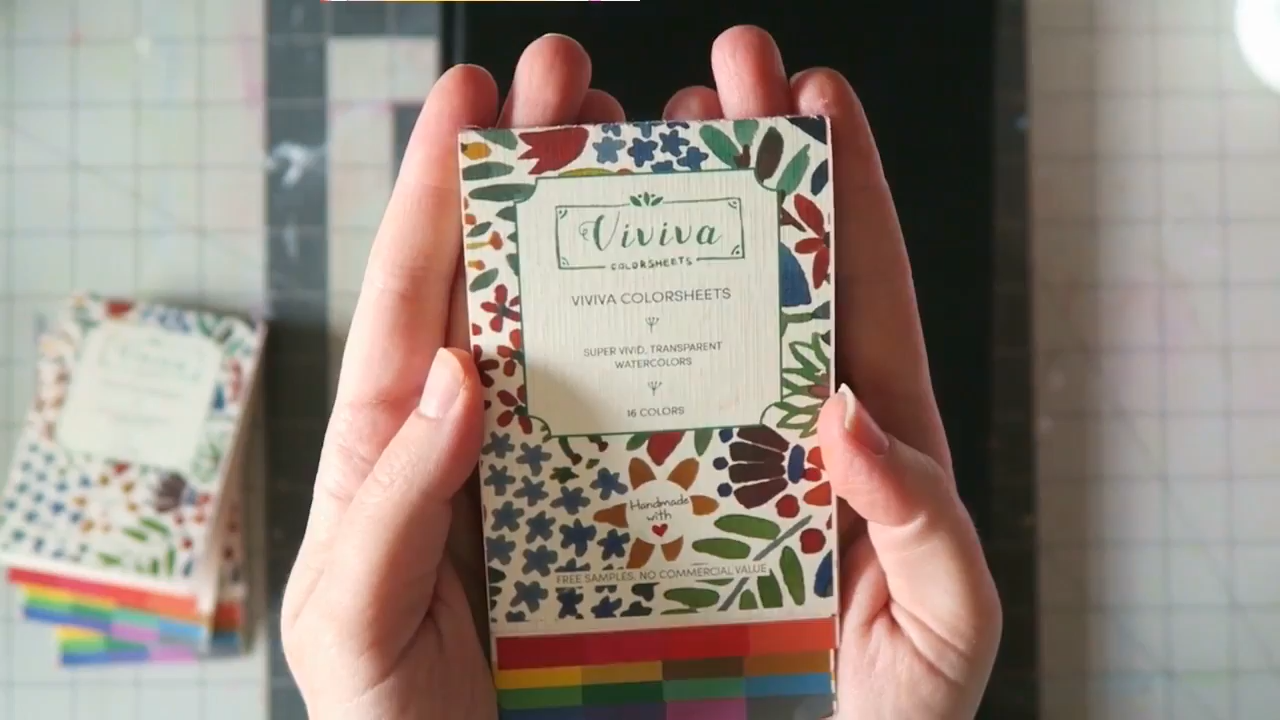 Viviva
COLORSHEETS
VIVIVA COLORSHEETS
SUPER VIVID, TRANSPARENT
WATERCOLORS
16 COLORS
Handmade
with
FREE SAMPLES, NO COMMERCIAL VALUE